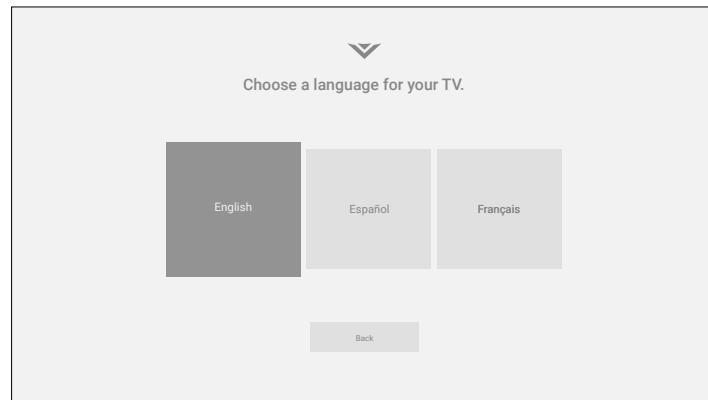 Choose a language for your TV.
English
Español
Français
Back